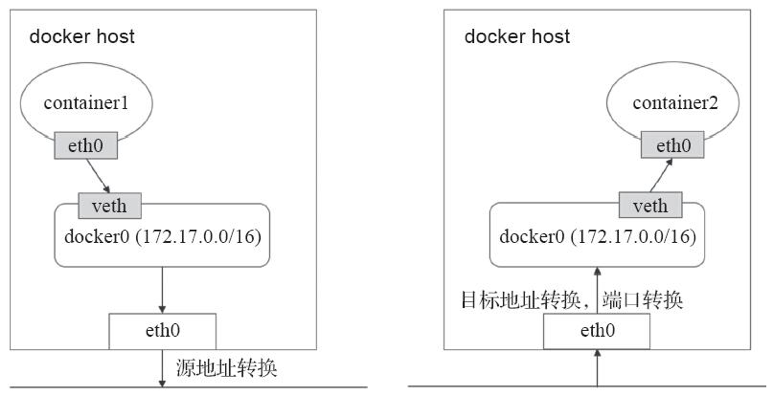 docker host
container1
eth0
veth
docker0 (172.17.0.0/16)
eth0
源地址转换
docker host
container2
eth0
veth
docker0 (172.17.0.0/16)
目标地址转换，端口转换
eth0